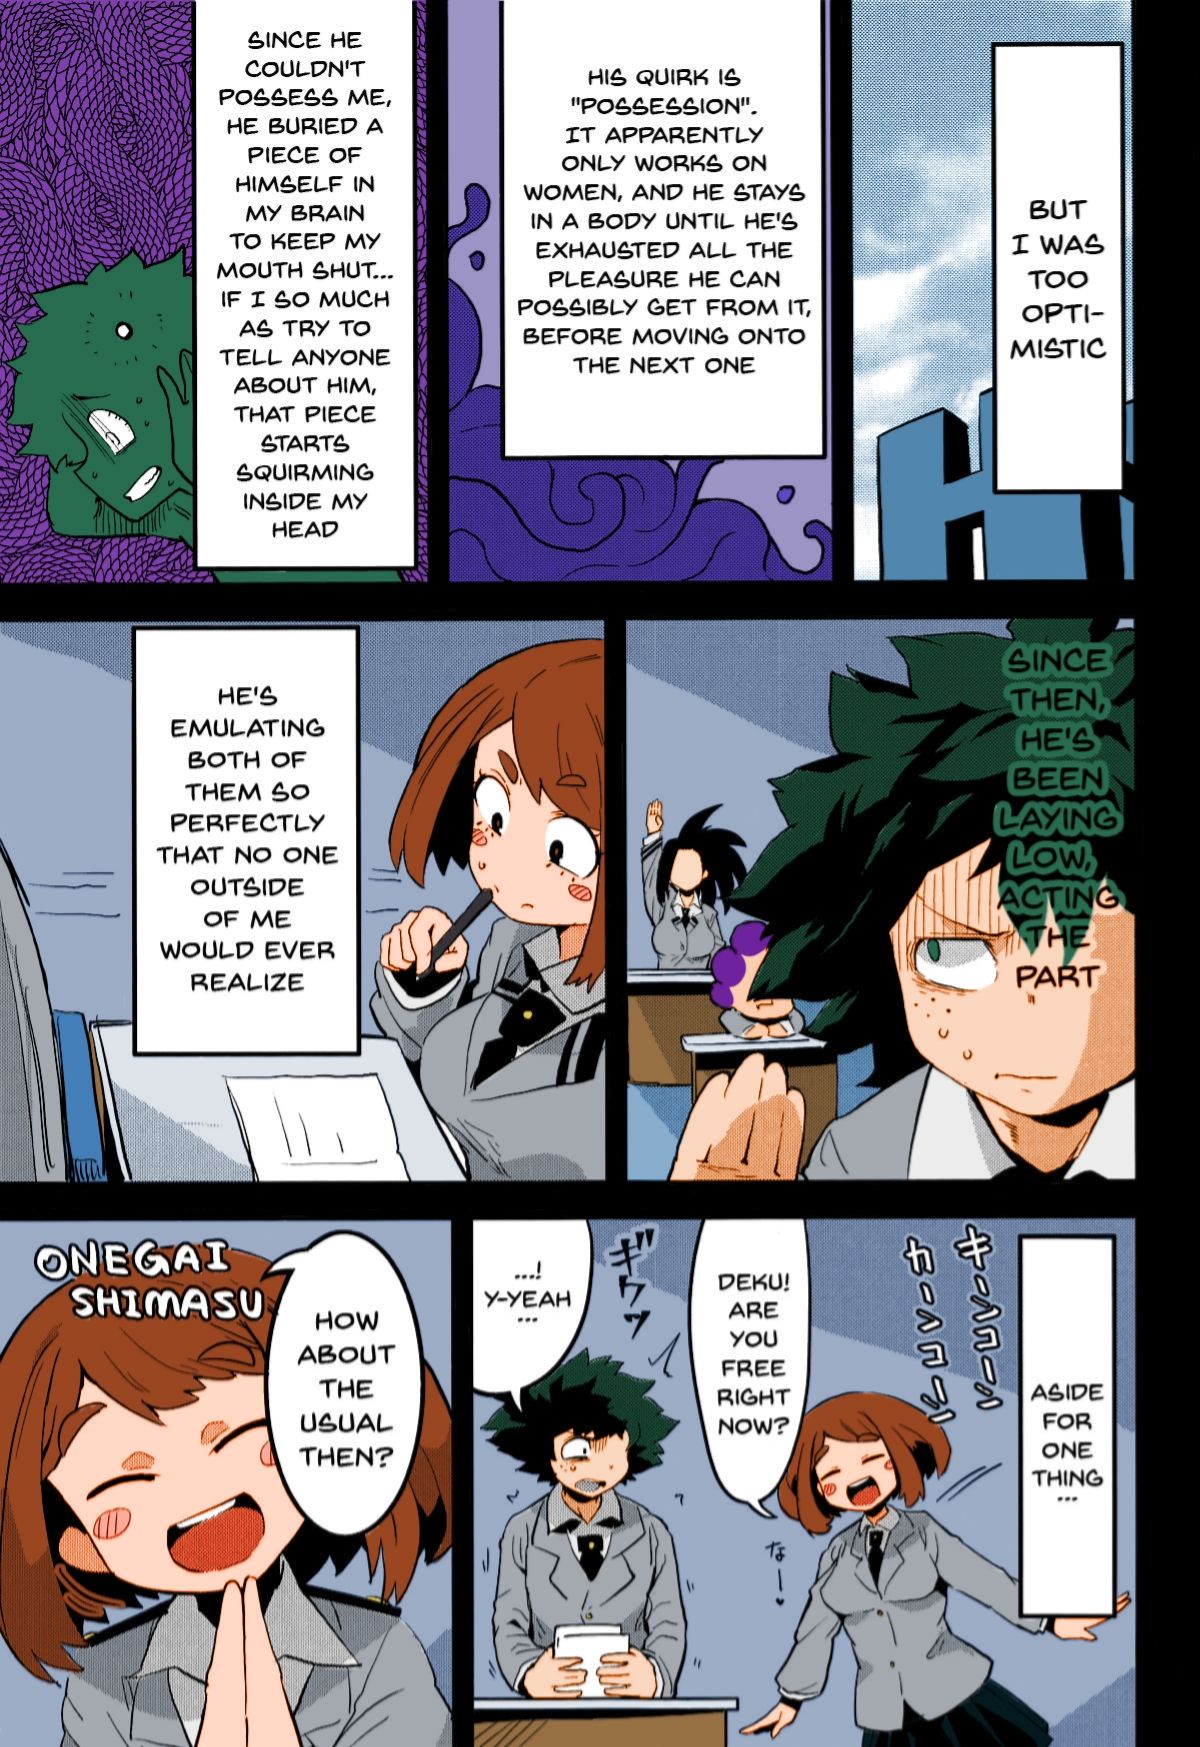 BUT
I WAS
TOO
OPTI-
MISTIC
HIS QUIRK IS
"POSSESSION".
IT APPARENTLY
ONLY WORKS ON
WOMEN, AND HE STAYS
IN A BODY UNTIL HE'S
EXHAUSTED ALL THE
PLEASURE HE CAN
POSSIBLY GET FROM IT,
BEFORE MOVING ONTO
THE NEXT ONE
SINCE HE
COULDN'T
POSSESS ME,
HE BURIED A
PIECE OF
HIMSELF IN
MY BRAIN
TO KEEP MY
MOUTH SHUT...
IF I SO MUCH
AS TRY TO
TELL ANYONE
ABOUT HIM,
THAT PIECE
STARTS
SQUIRMING
INSIDE MY
HEAD
SINCE
THEN,
HE'S
BEEN
LAYING
LOW,
ACTING
THE
PART
HE'S
EMULATING
BOTH OF
THEM SO
PERFECTLY
THAT NO ONE
OUTSIDE
OF ME
WOULD EVER
REALIZE
ASIDE
FOR
ONE
THING
...
キーンコーン
カーンコーン
DEKU!
ARE
YOU
FREE
RIGHT
NOW?
なー♥
ギクッ
...!
Y-YEAH
...
HOW
ABOUT
THE
USUAL
THEN?
ONEGAI
SHIMASU